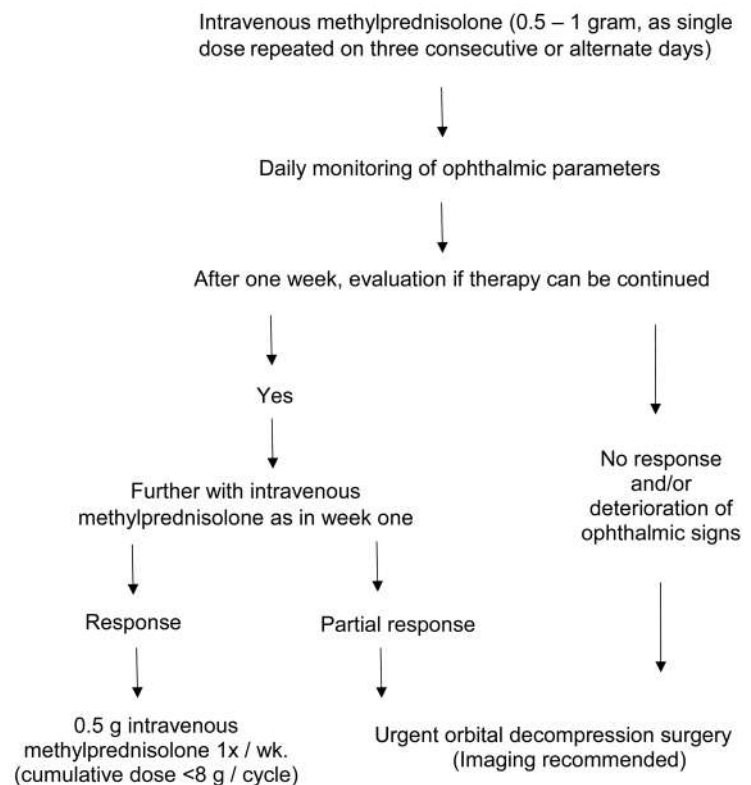 Intravenous methylprednisolone (0.5 – 1 gram, as single
dose repeated on three consecutive or alternate days)
Daily monitoring of ophthalmic parameters
After one week, evaluation if therapy can be continued
Yes
Further with intravenous
methylprednisolone as in week one
No response
and/or
deterioration of
ophthalmic signs
Response
Partial response
0.5 g intravenous
methylprednisolone 1x / wk.
(cumulative dose <8 g / cycle)
Urgent orbital decompression surgery
(Imaging recommended)